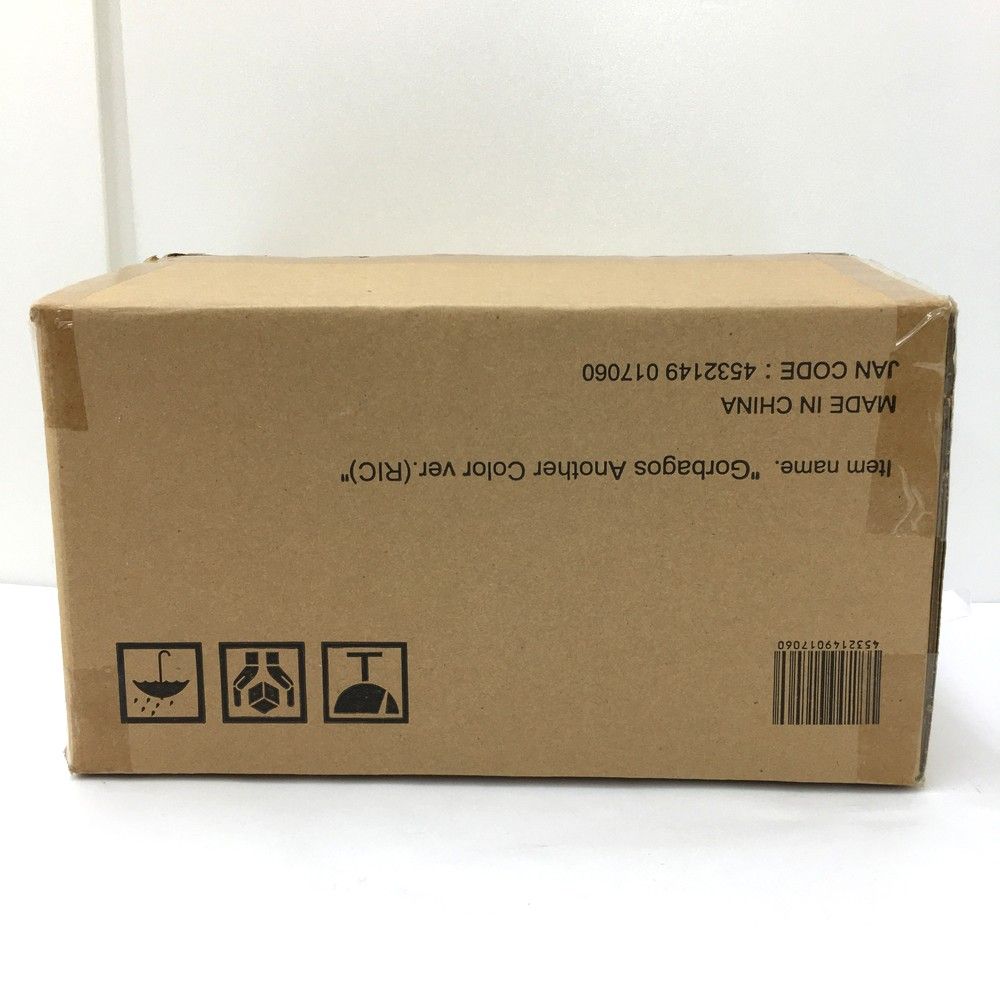 Item name. "Gorbagos Another Color ver.(RIC)"
MADE IN CHINA
JAN CODE : 4532149 017060
4532149017060